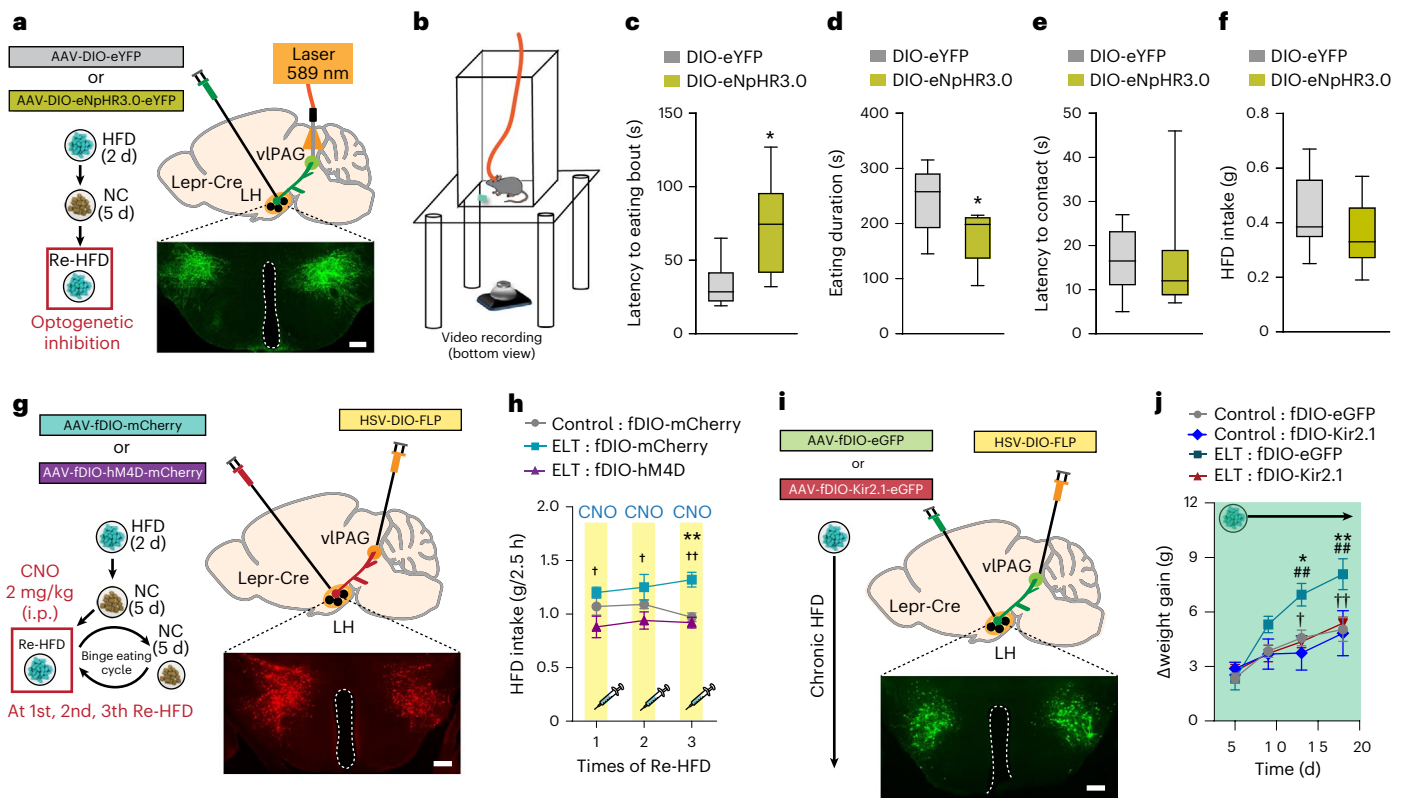 a
AAV-DIO-eYFP
or
AAV-DIO-eNpHR3.0-eYFP
HFD
(2 d)
NC
(5 d)
Re-HFD
Optogenetic
inhibition
Laser
589 nm
vlPAG
Lepr-Cre
LH
b
Video recording
(bottom view)
c
DIO-eYFP
DIO-eNpHR3.0
Latency to eating bout (s)
150
100
50
0
*
d
DIO-eYFP
DIO-eNpHR3.0
Eating duration (s)
400
300
200
100
0
*
e
DIO-eYFP
DIO-eNpHR3.0
Latency to contact (s)
50
40
30
20
10
0
f
DIO-eYFP
DIO-eNpHR3.0
HFD intake (g)
0.8
0.6
0.4
0.2
0
g
AAV-fDIO-mCherry
or
AAV-fDIO-hM4D-mCherry
HSV-DIO-FLP
HFD
(2 d)
CNO
2 mg/kg
(i.p.)
NC
(5 d)
Re-HFD
Binge eating
cycle
NC
(5 d)
At 1st, 2nd, 3th Re-HFD
vlPAG
Lepr-Cre
LH
h
Control : fDIO-mCherry
ELT : fDIO-mCherry
ELT : fDIO-hM4D
HFD intake (g/2.5 h)
2.0
1.5
1.0
0.5
0
CNO CNO CNO
**
† † ††
1 2 3
Times of Re-HFD
i
AAV-fDIO-eGFP
or
AAV-fDIO-Kir2.1-eGFP
HSV-DIO-FLP
Chronic HFD
vlPAG
Lepr-Cre
LH
j
Control : fDIO-eGFP
Control : fDIO-Kir2.1
ELT : fDIO-eGFP
ELT : fDIO-Kir2.1
Δweight gain (g)
12
9
6
3
0
* **
## ##
† ††
5 10 15 20
Time (d)